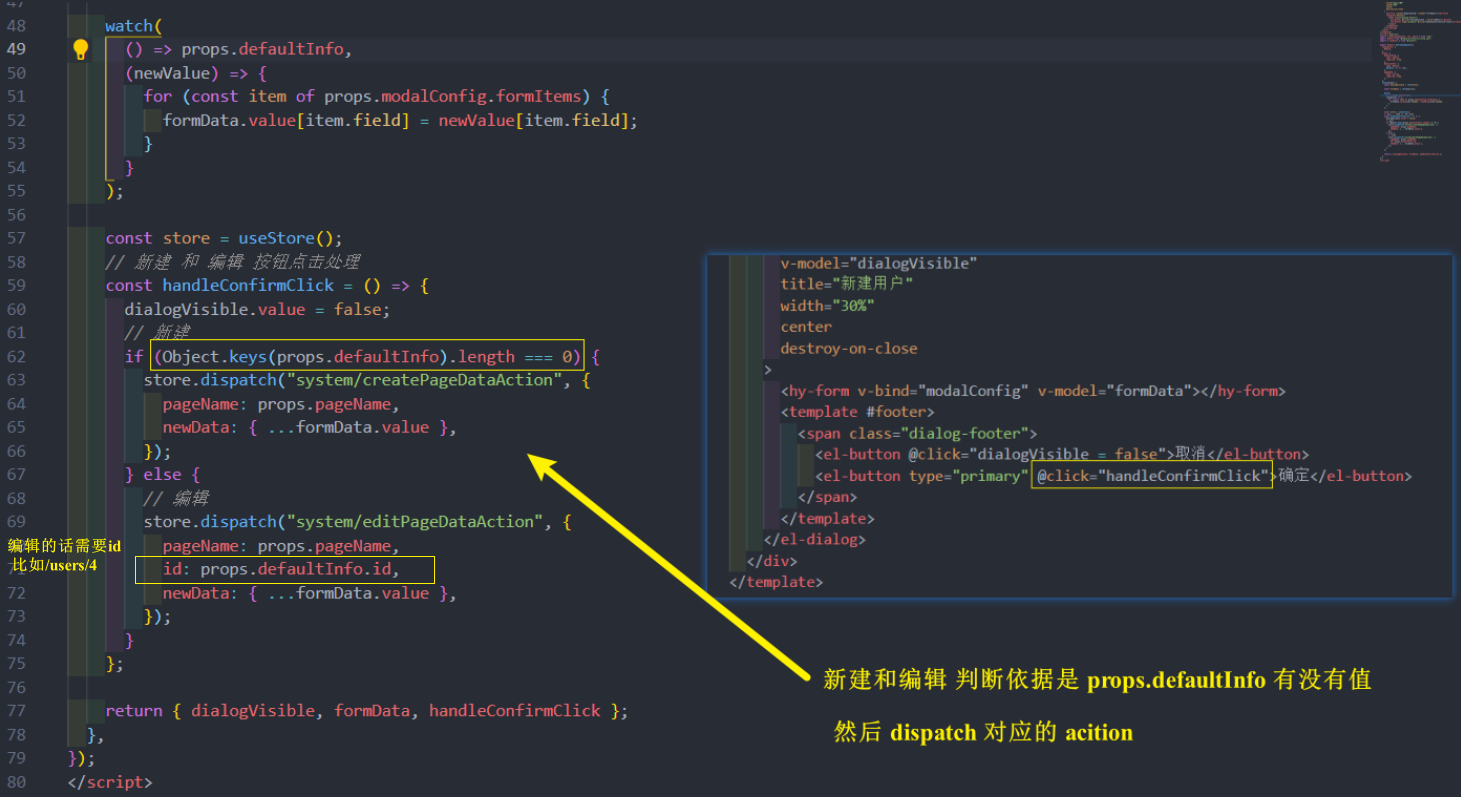 47
48 watch(
49 () => props.defaultInfo,
50 (newValue) => {
51 for (const item of props.modalConfig.formItems) {
52 formData.value[item.field] = newValue[item.field];
53 }
54 }
55 );
56
57 const store = useStore();
58 // 新建 和 编辑 按钮点击处理
59 const handleConfirmClick = () => {
60 dialogVisible.value = false;
61 // 新建
62 if (Object.keys(props.defaultInfo).length === 0) {
63 store.dispatch("system/createPageDataAction", {
64 pageName: props.pageName,
65 newData: { ...formData.value },
66 });
67 } else {
68 // 编辑
69 store.dispatch("system/editPageDataAction", {
编辑的话需要id
比如/users/4
pageName: props.pageName,
id: props.defaultInfo.id,
72 newData: { ...formData.value },
73 });
74 }
75 };
76
77 return { dialogVisible, formData, handleConfirmClick };
78 },
79 });
80 </script>
v-model="dialogVisible"
title="新建用户"
width="30%"
center
destroy-on-close
>
<hy-form v-bind="modalConfig" v-model="formData"></hy-form>
<template #footer>
<span class="dialog-footer">
<el-button @click="dialogVisible = false">取消</el-button>
<el-button type="primary" @click="handleConfirmClick">确定</el-button>
</span>
</template>
</el-dialog>
</div>
</template>
新建和编辑 判断依据是 props.defaultInfo 有没有值
然后 dispatch 对应的 acition